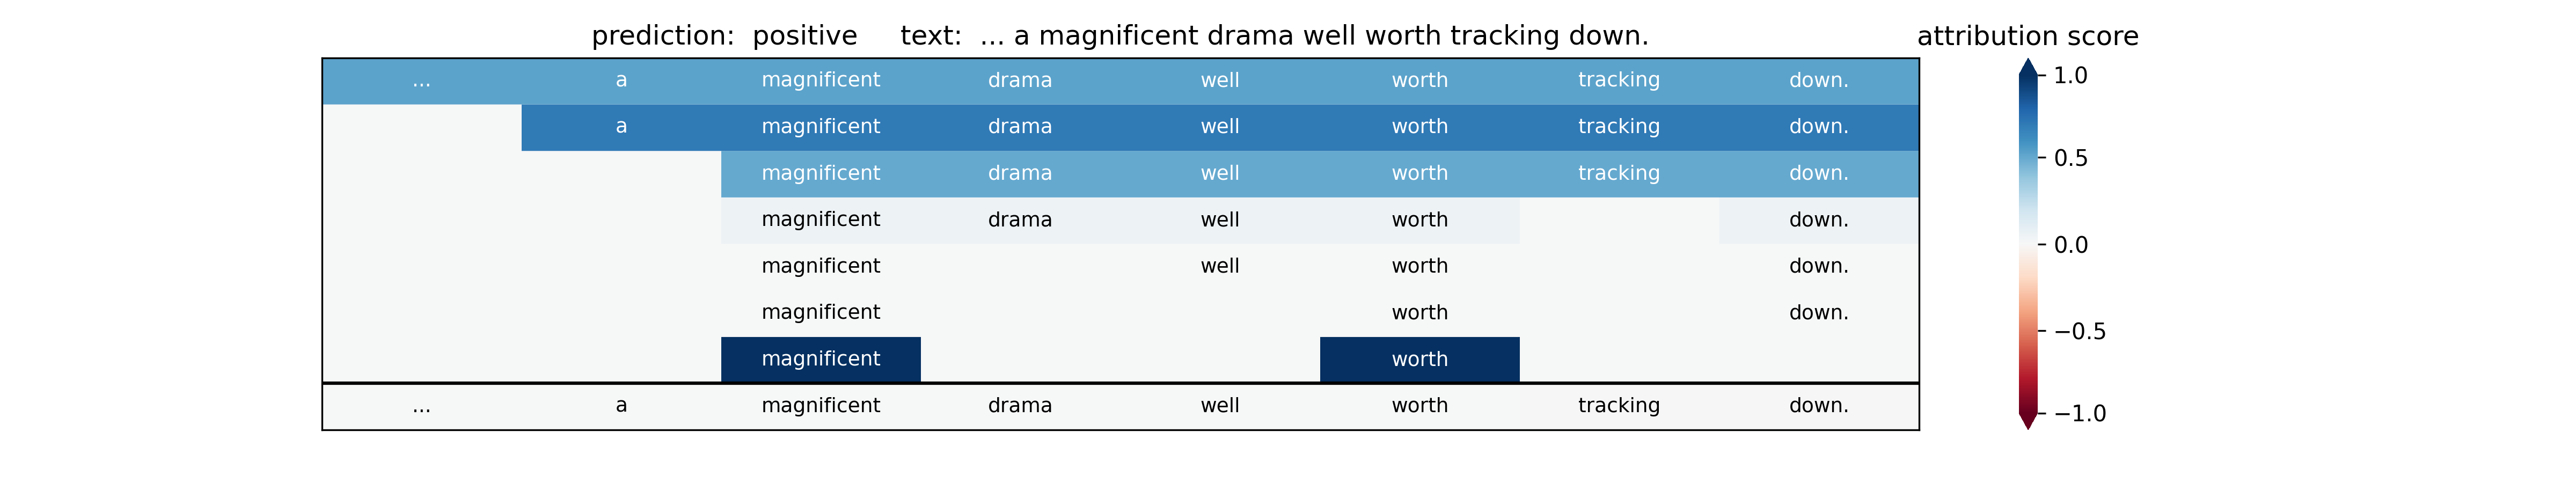 prediction: positive text: ... a magnificent drama well worth tracking down.
attribution score
... a magnificent drama well worth tracking down.
a magnificent drama well worth tracking down.
magnificent drama well worth tracking down.
magnificent drama well worth down.
magnificent well worth down.
magnificent worth down.
magnificent worth
... a magnificent drama well worth tracking down.
1.0
0.5
0.0
−0.5
−1.0